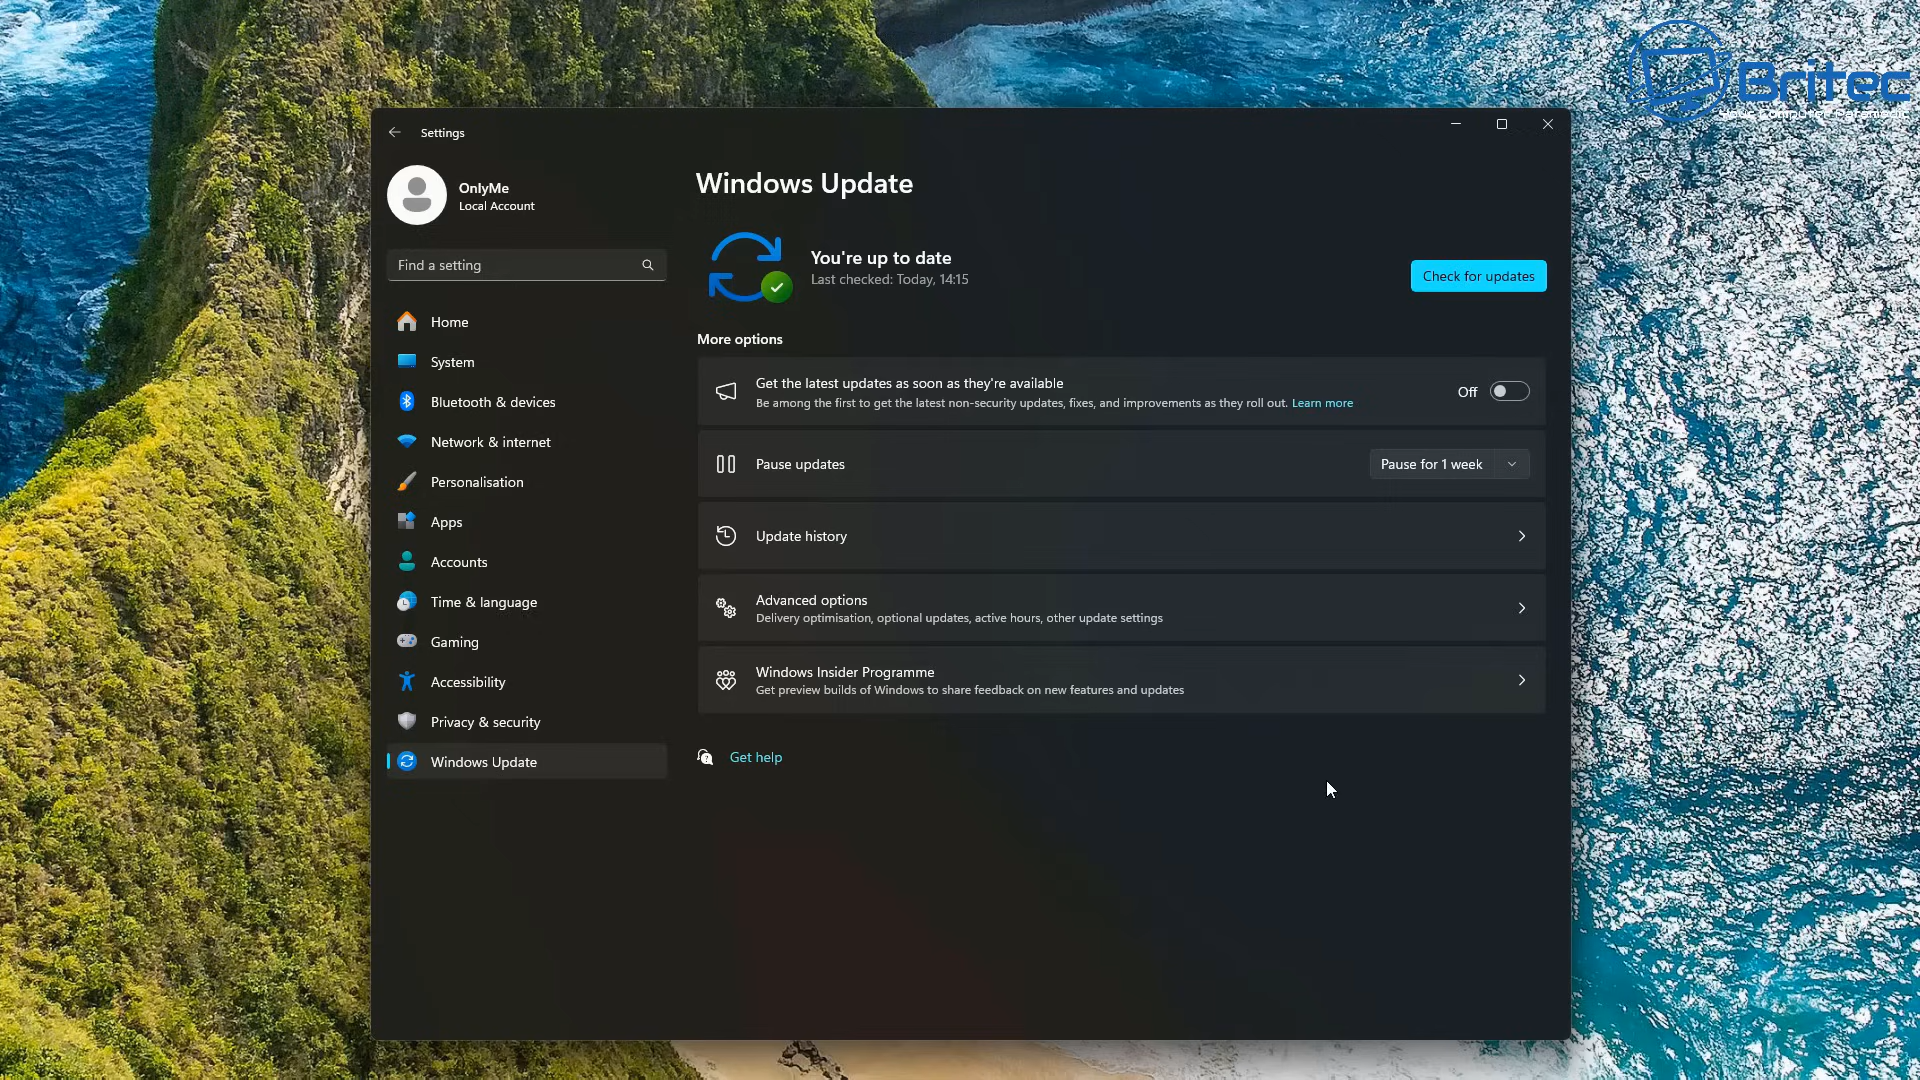 Britec
Your Computer Paramedic
Settings
OnlyMe
Local Account
Find a setting
Home
System
Bluetooth & devices
Network & internet
Personalisation
Apps
Accounts
Time & language
Gaming
Accessibility
Privacy & security
Windows Update
Windows Update
You're up to date
Last checked: Today, 14:15
Check for updates
More options
Get the latest updates as soon as they're available
Be among the first to get the latest non-security updates, fixes, and improvements as they roll out. Learn more
Off
Pause updates
Pause for 1 week
Update history
Advanced options
Delivery optimisation, optional updates, active hours, other update settings
Windows Insider Programme
Get preview builds of Windows to share feedback on new features and updates
Get help